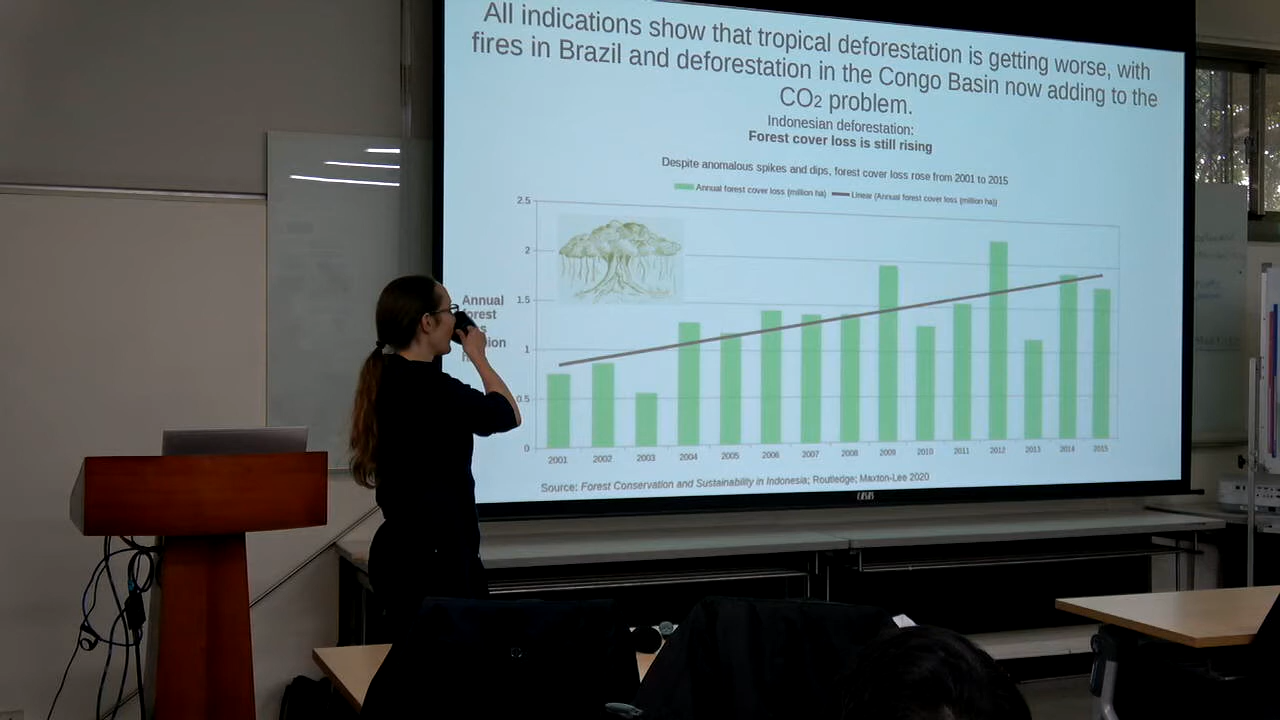 All indications show that tropical deforestation is getting worse, with
fires in Brazil and deforestation in the Congo Basin now adding to the
CO2 problem.
Indonesian deforestation:
Forest cover loss is still rising
Despite anomalous spikes and dips, forest cover loss rose from 2001 to 2015
Annual forest cover loss (million ha) Linear (Annual forest cover loss (million ha))
2.5
2
1.5
1
0.5
0
Annual
2001 2002 2003 2004 2005 2006 2007 2008 2009 2010 2011 2012 2013 2014 2015
Source: Forest Conservation and Sustainability in Indonesia; Routledge; Maxton-Lee 2020